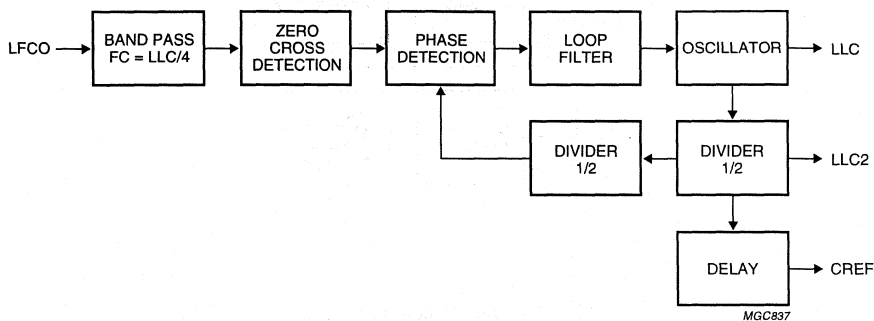 LFCO
BAND PASS
FC = LLC/4
ZERO
CROSS
DETECTION
PHASE
DETECTION
LOOP
FILTER
OSCILLATOR
LLC
DIVIDER
1/2
DIVIDER
1/2
LLC2
DELAY
CREF
MGC837